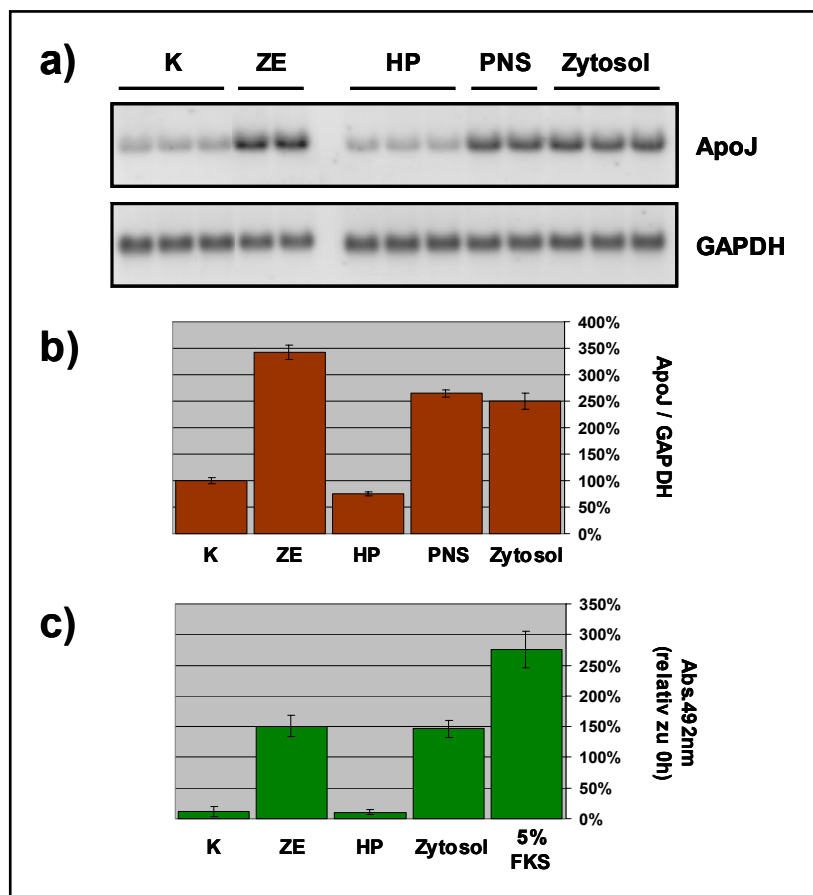 a)
K ZE HP PNS Zytosol
ApoJ
GAPDH
b)
400%
350%
300%
250%
200%
150%
100%
50%
0%
ApoJ / GAPDH
K ZE HP PNS Zytosol
c)
350%
300%
250%
200%
150%
100%
50%
0%
Abs.492nm
(relativ zu 0h)
K ZE HP Zytosol 5%
FKS